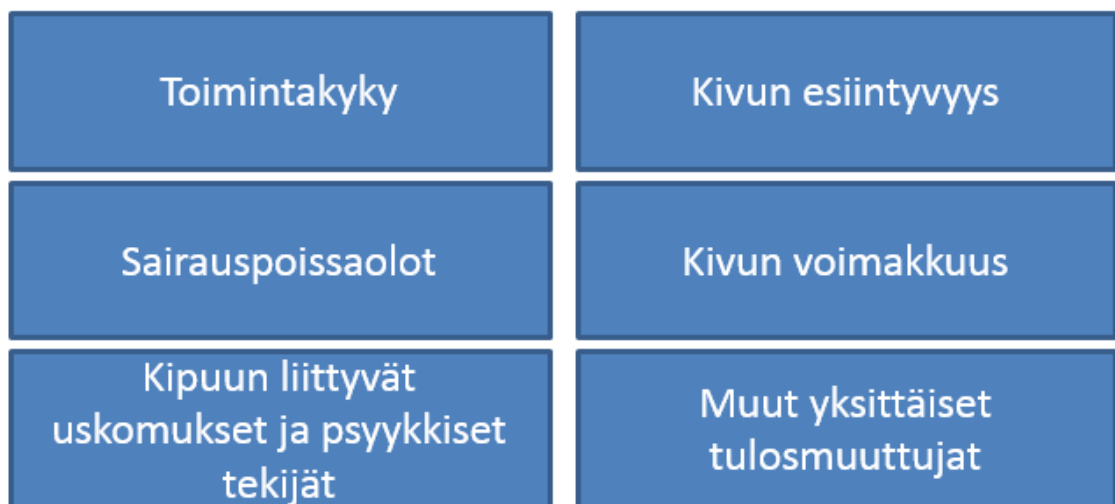 Toimintakyky
Kivun esiintyvyys
Sairauspoissaolot
Kivun voimakkuus
Kipuun liittyvät
uskomukset ja psyykkiset
tekijät
Muut yksittäiset
tulosmuuttujat